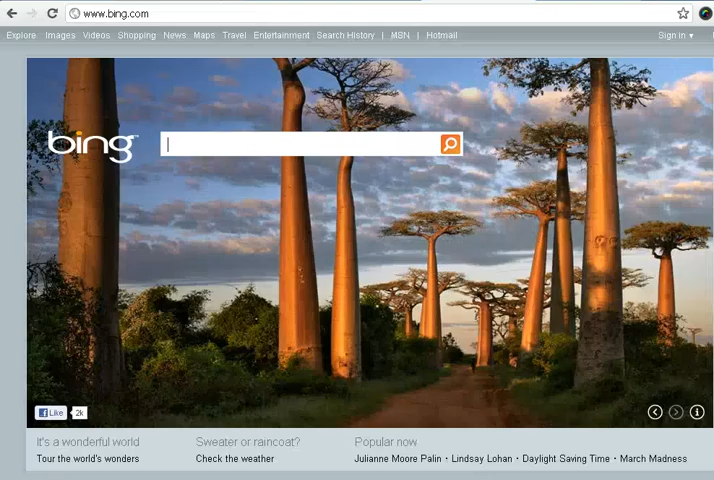 www.bing.com
Explore Images Videos Shopping News Maps Travel Entertainment Search History | MSN | Hotmail Sign in
bing™
Like 2k
It's a wonderful world Sweater or raincoat? Popular now
Tour the world's wonders Check the weather Julianne Moore Palin · Lindsay Lohan · Daylight Saving Time · March Madness